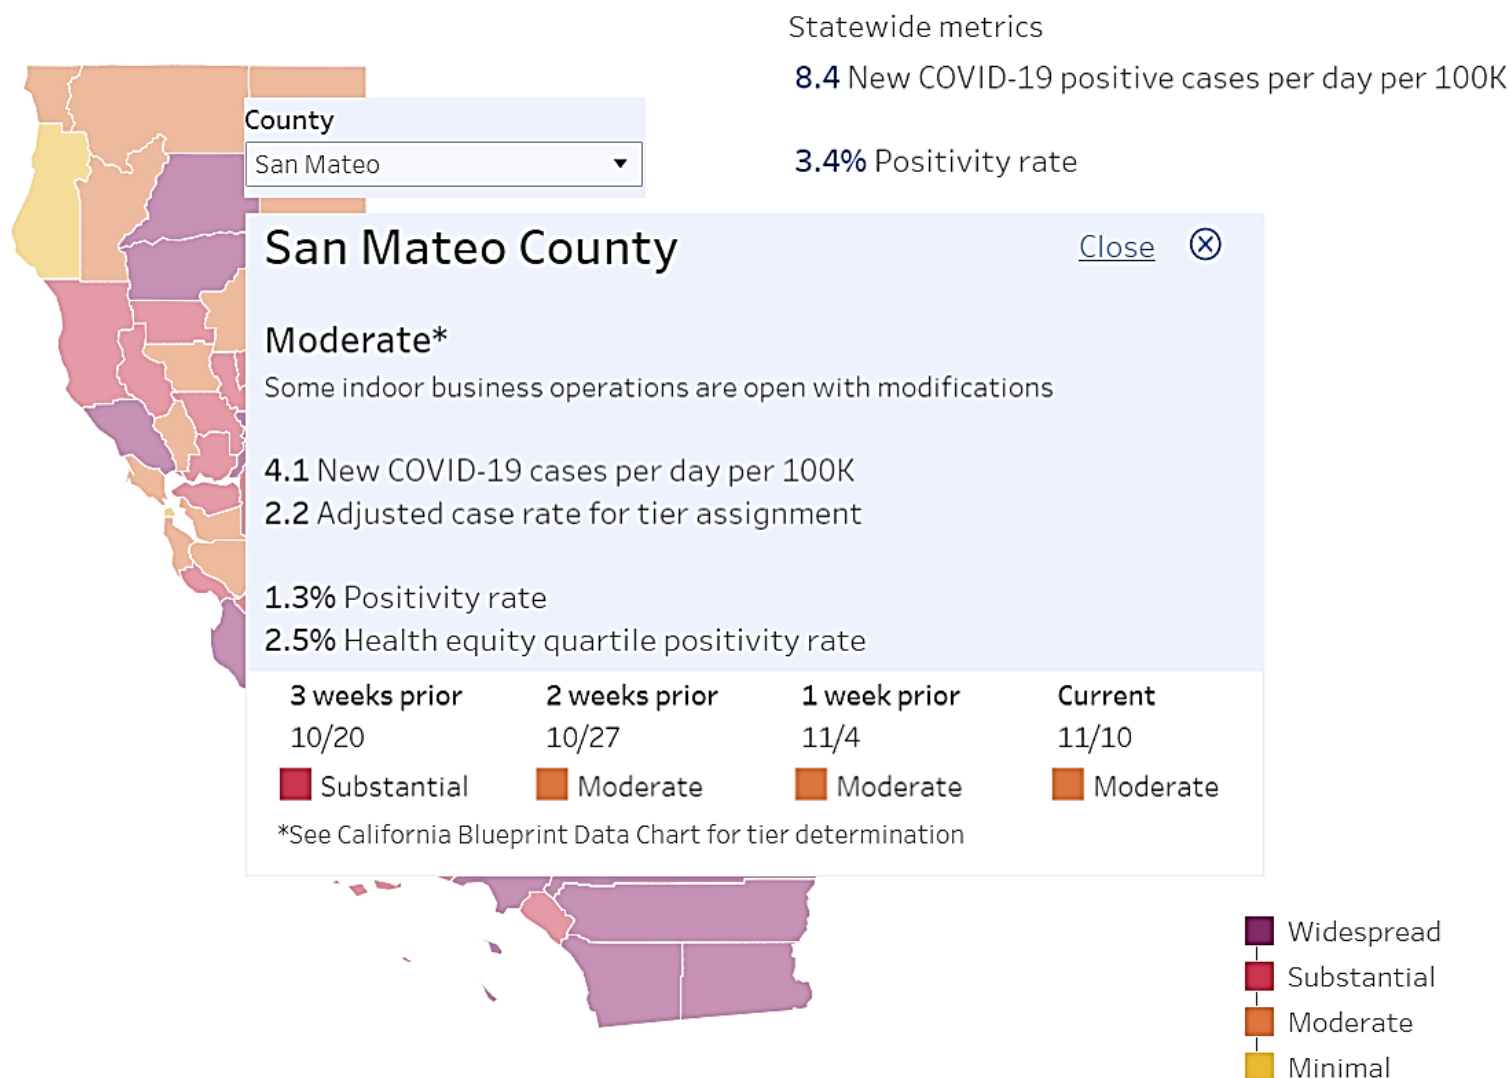 Statewide metrics
8.4 New COVID-19 positive cases per day per 100K
3.4% Positivity rate
County
San Mateo
San Mateo County
Close
Moderate*
Some indoor business operations are open with modifications
4.1 New COVID-19 cases per day per 100K
2.2 Adjusted case rate for tier assignment
1.3% Positivity rate
2.5% Health equity quartile positivity rate
3 weeks prior 2 weeks prior 1 week prior Current
10/20 10/27 11/4 11/10
Substantial Moderate Moderate Moderate
*See California Blueprint Data Chart for tier determination
Widespread
Substantial
Moderate
Minimal